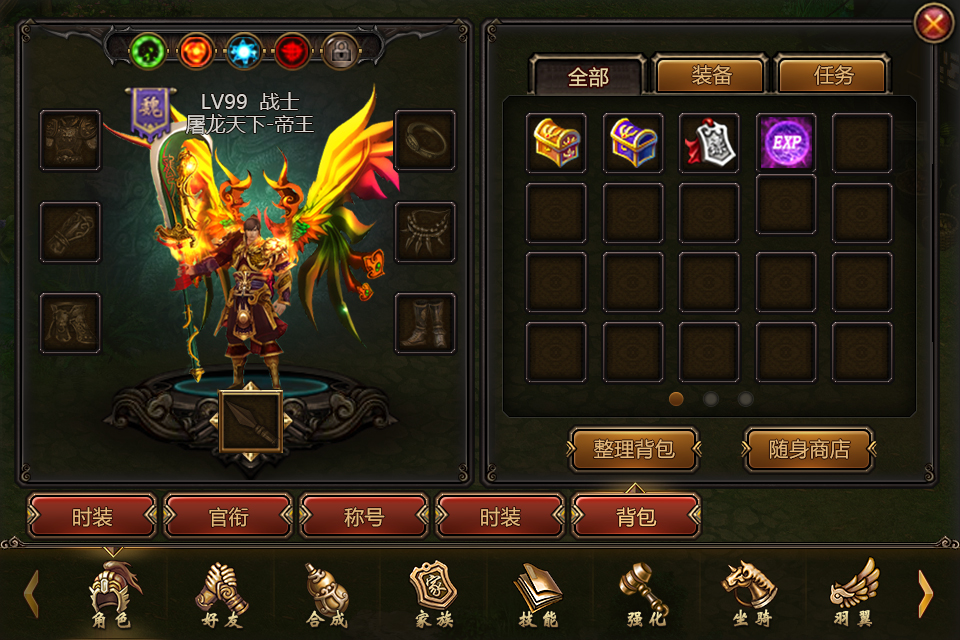 魏
LV99 战士
屠龙天下-帝王
全部
装备
任务
EXP
整理背包
随身商店
时装
官衔
称号
时装
背包
角色
好友
合成
家
家族
技能
强化
坐骑
羽翼